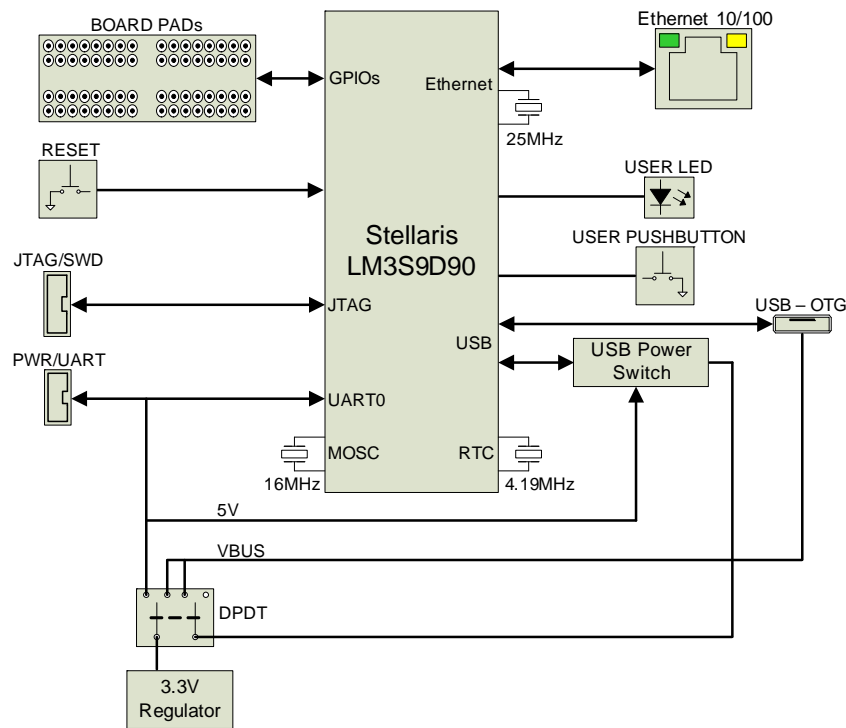 BOARD PADs
Ethernet 10/100
GPIOs
Ethernet
25MHz
RESET
USER LED
Stellaris
LM3S9D90
USER PUSHBUTTON
JTAG/SWD
JTAG
USB – OTG
USB
USB Power
Switch
PWR/UART
UART0
MOSC
RTC
16MHz
4.19MHz
5V
VBUS
DPDT
3.3V
Regulator